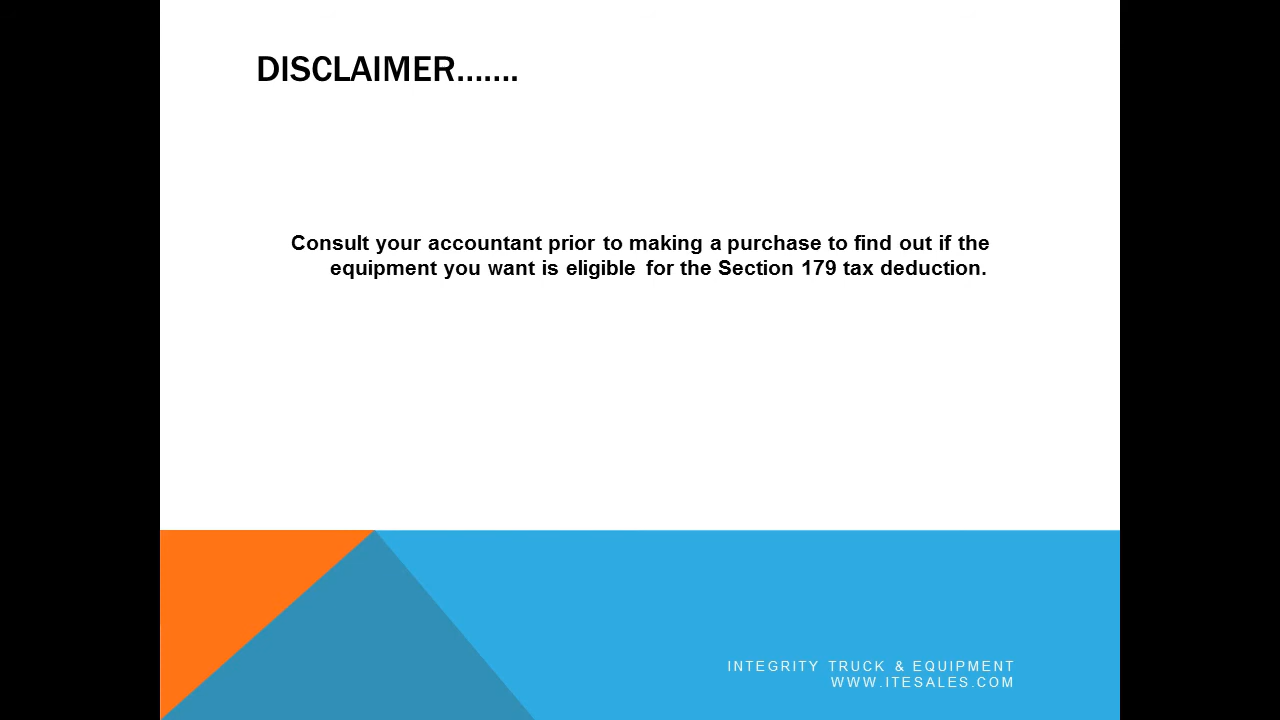 DISCLAIMER.......
Consult your accountant prior to making a purchase to find out if the
equipment you want is eligible for the Section 179 tax deduction.
INTEGRITY TRUCK & EQUIPMENT
WWW.ITESALES.COM